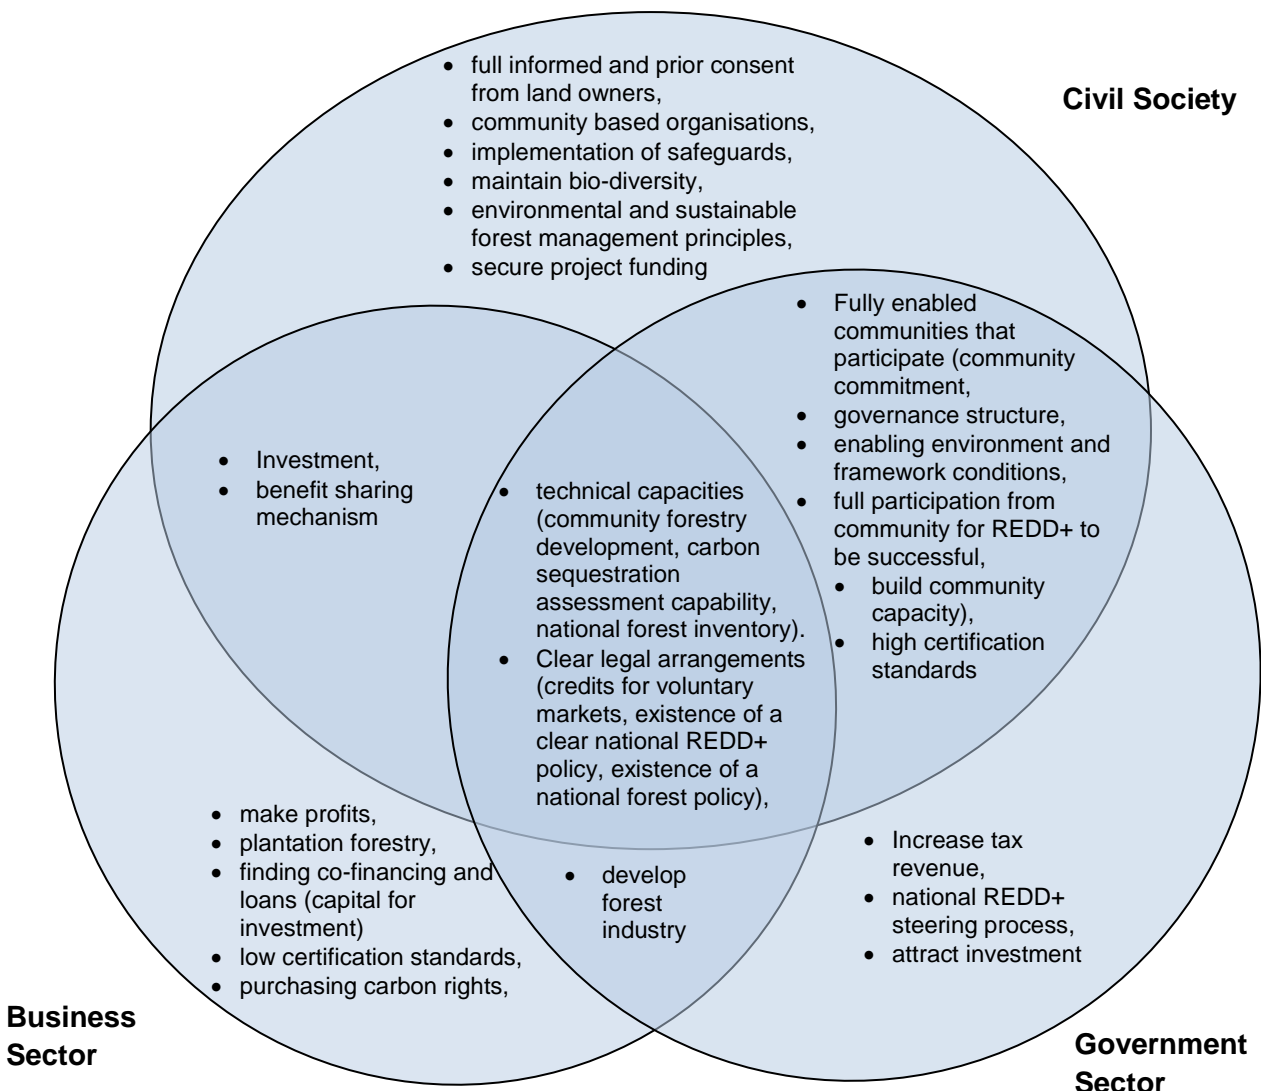 • full informed and prior consent
from land owners,
• community based organisations,
• implementation of safeguards,
• maintain bio-diversity,
• environmental and sustainable
forest management principles,
• secure project funding
Civil Society
• Fully enabled
communities that
participate (community
commitment,
• governance structure,
• enabling environment and
framework conditions,
• full participation from
community for REDD+ to
be successful,
• build community
capacity),
• high certification
standards
• Investment,
• benefit sharing
mechanism
• technical capacities
(community forestry
development, carbon
sequestration
assessment capability,
national forest inventory).
• Clear legal arrangements
(credits for voluntary
markets, existence of a
clear national REDD+
policy, existence of a
national forest policy),
• make profits,
• plantation forestry,
• finding co-financing and
loans (capital for
investment)
• low certification standards,
• purchasing carbon rights,
• develop
forest
industry
• Increase tax
revenue,
• national REDD+
steering process,
• attract investment
Business
Sector
Government
Sector